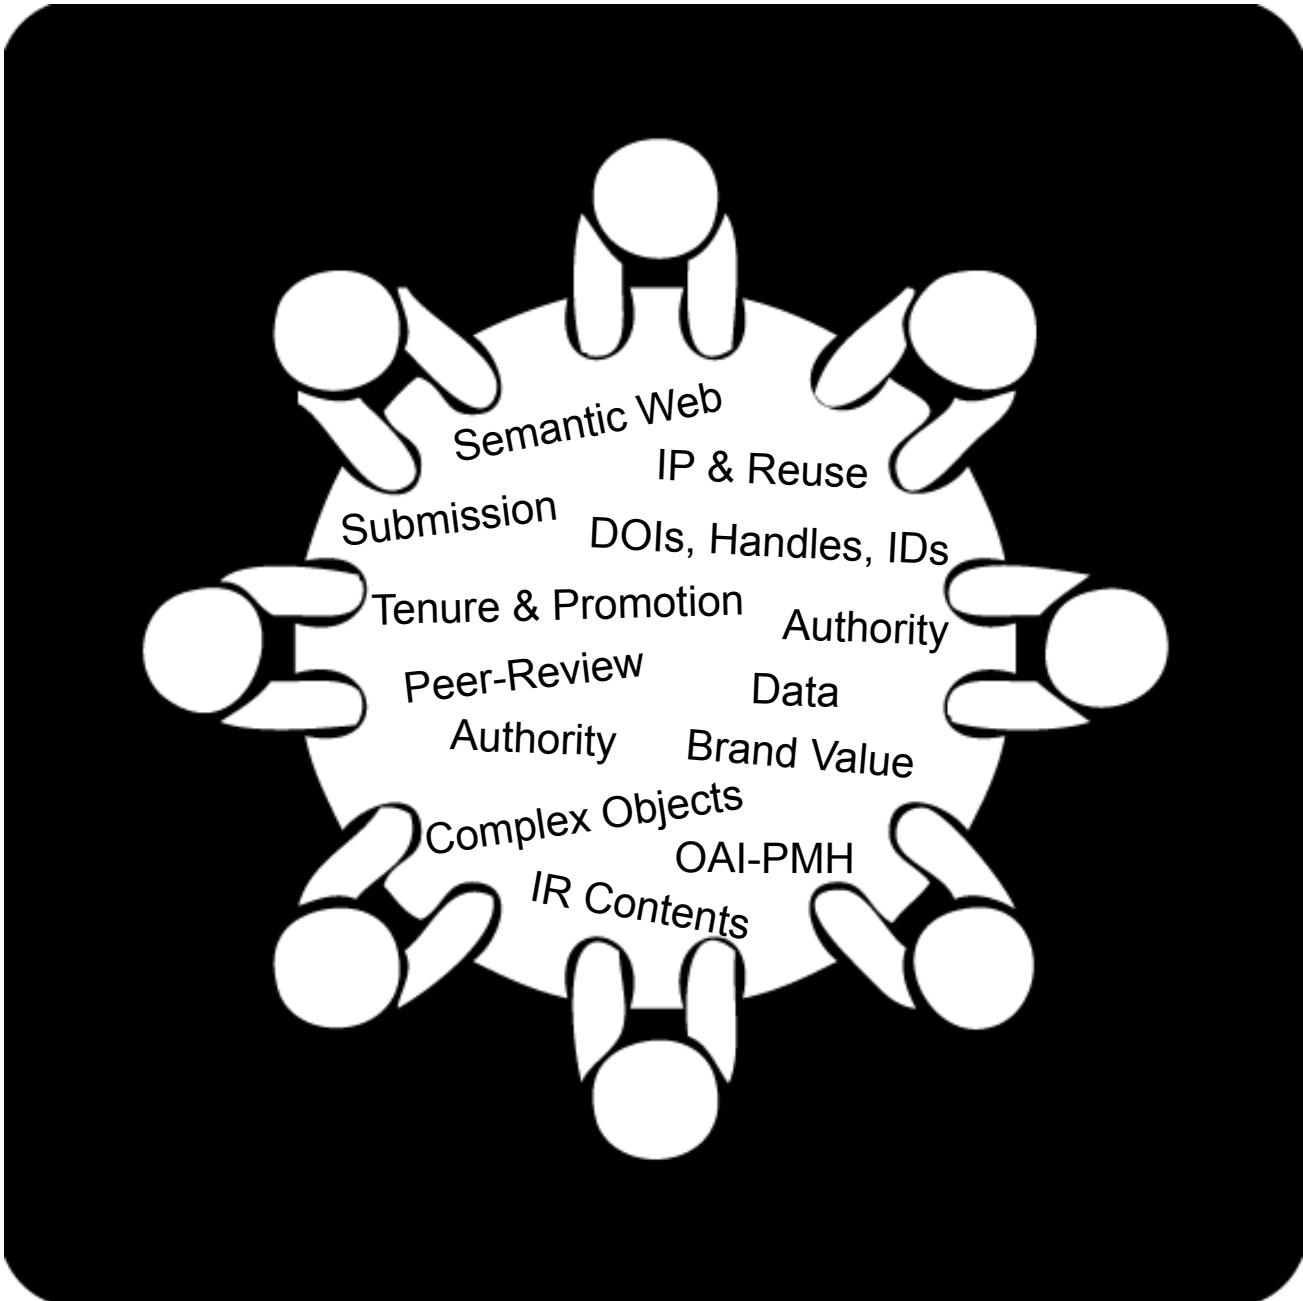 Semantic Web
IP & Reuse
Submission
DOIs, Handles, IDs
Tenure & Promotion
Authority
Peer-Review
Data
Authority
Brand Value
Complex Objects
OAI-PMH
IR Contents